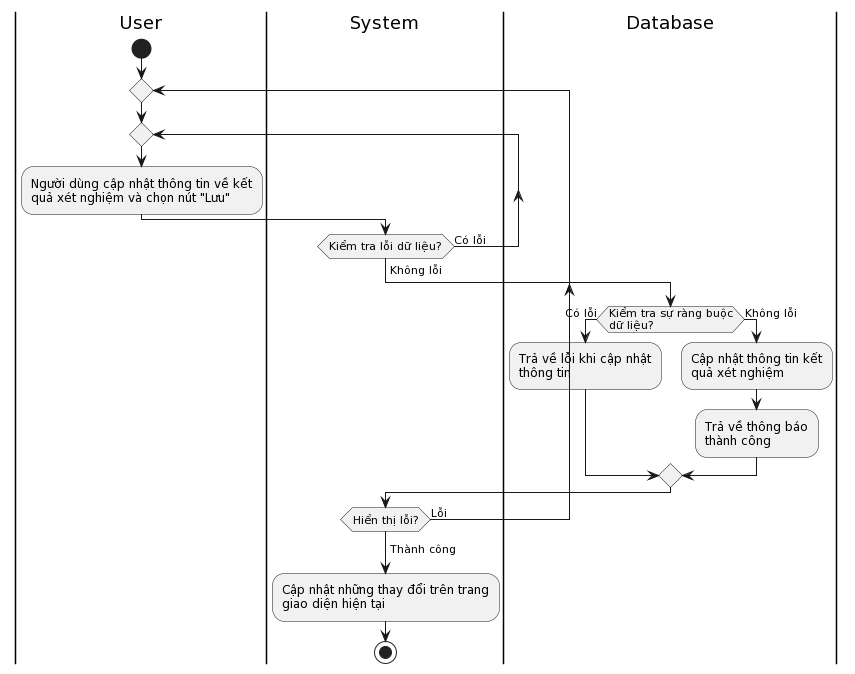 User
System
Database
Người dùng cập nhật thông tin về kết
quả xét nghiệm và chọn nút "Lưu"
Kiểm tra lỗi dữ liệu?
Có lỗi
Không lỗi
Có lỗi
Kiểm tra sự ràng buộc
dữ liệu?
Không lỗi
Trả về lỗi khi cập nhật
thông tin
Cập nhật thông tin kết
quả xét nghiệm
Trả về thông báo
thành công
Hiển thị lỗi?
Lỗi
Thành công
Cập nhật những thay đổi trên trang
giao diện hiện tại